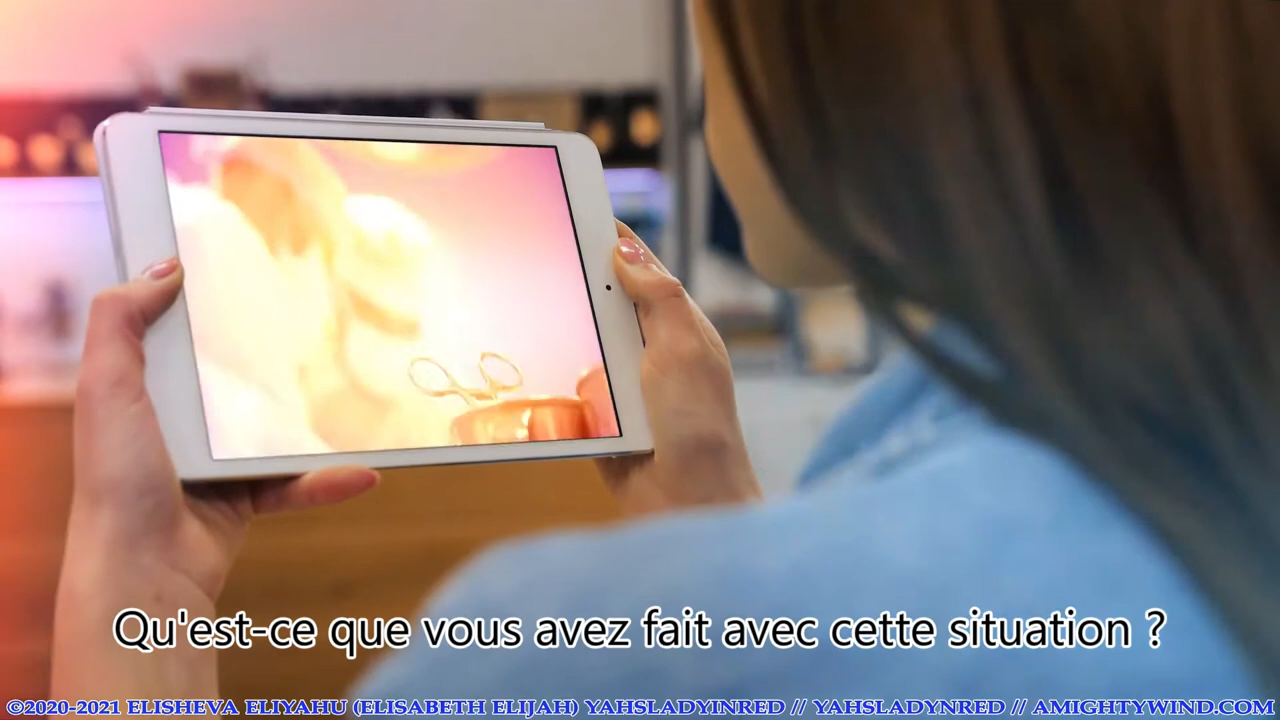 Qu'est-ce que vous avez fait avec cette situation ?
©2020-2021 ELISHEVA ELIYAHU (ELISABETH ELIJAH) YAHSLADYINRED // YAHSLADYNRED // AMIGHTYWIND.COM